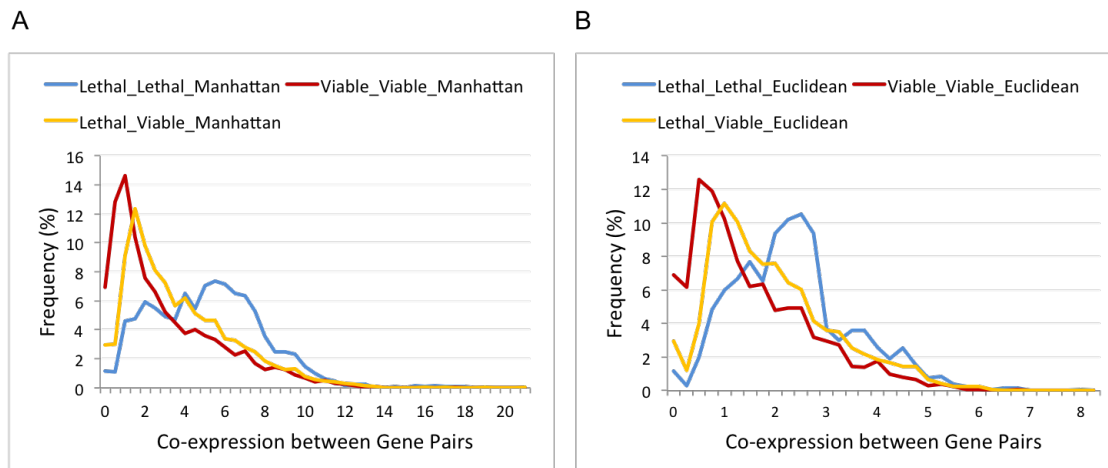 A
Lethal_Lethal_Manhattan Viable_Viable_Manhattan
Lethal_Viable_Manhattan
16
14
12
10
8
6
4
2
0
Frequency (%)
0 2 4 6 8 10 12 14 16 18 20
Co-expression between Gene Pairs
B
Lethal_Lethal_Euclidean Viable_Viable_Euclidean
Lethal_Viable_Euclidean
14
12
10
8
6
4
2
0
Frequency (%)
0 1 2 3 4 5 6 7 8
Co-expression between Gene Pairs